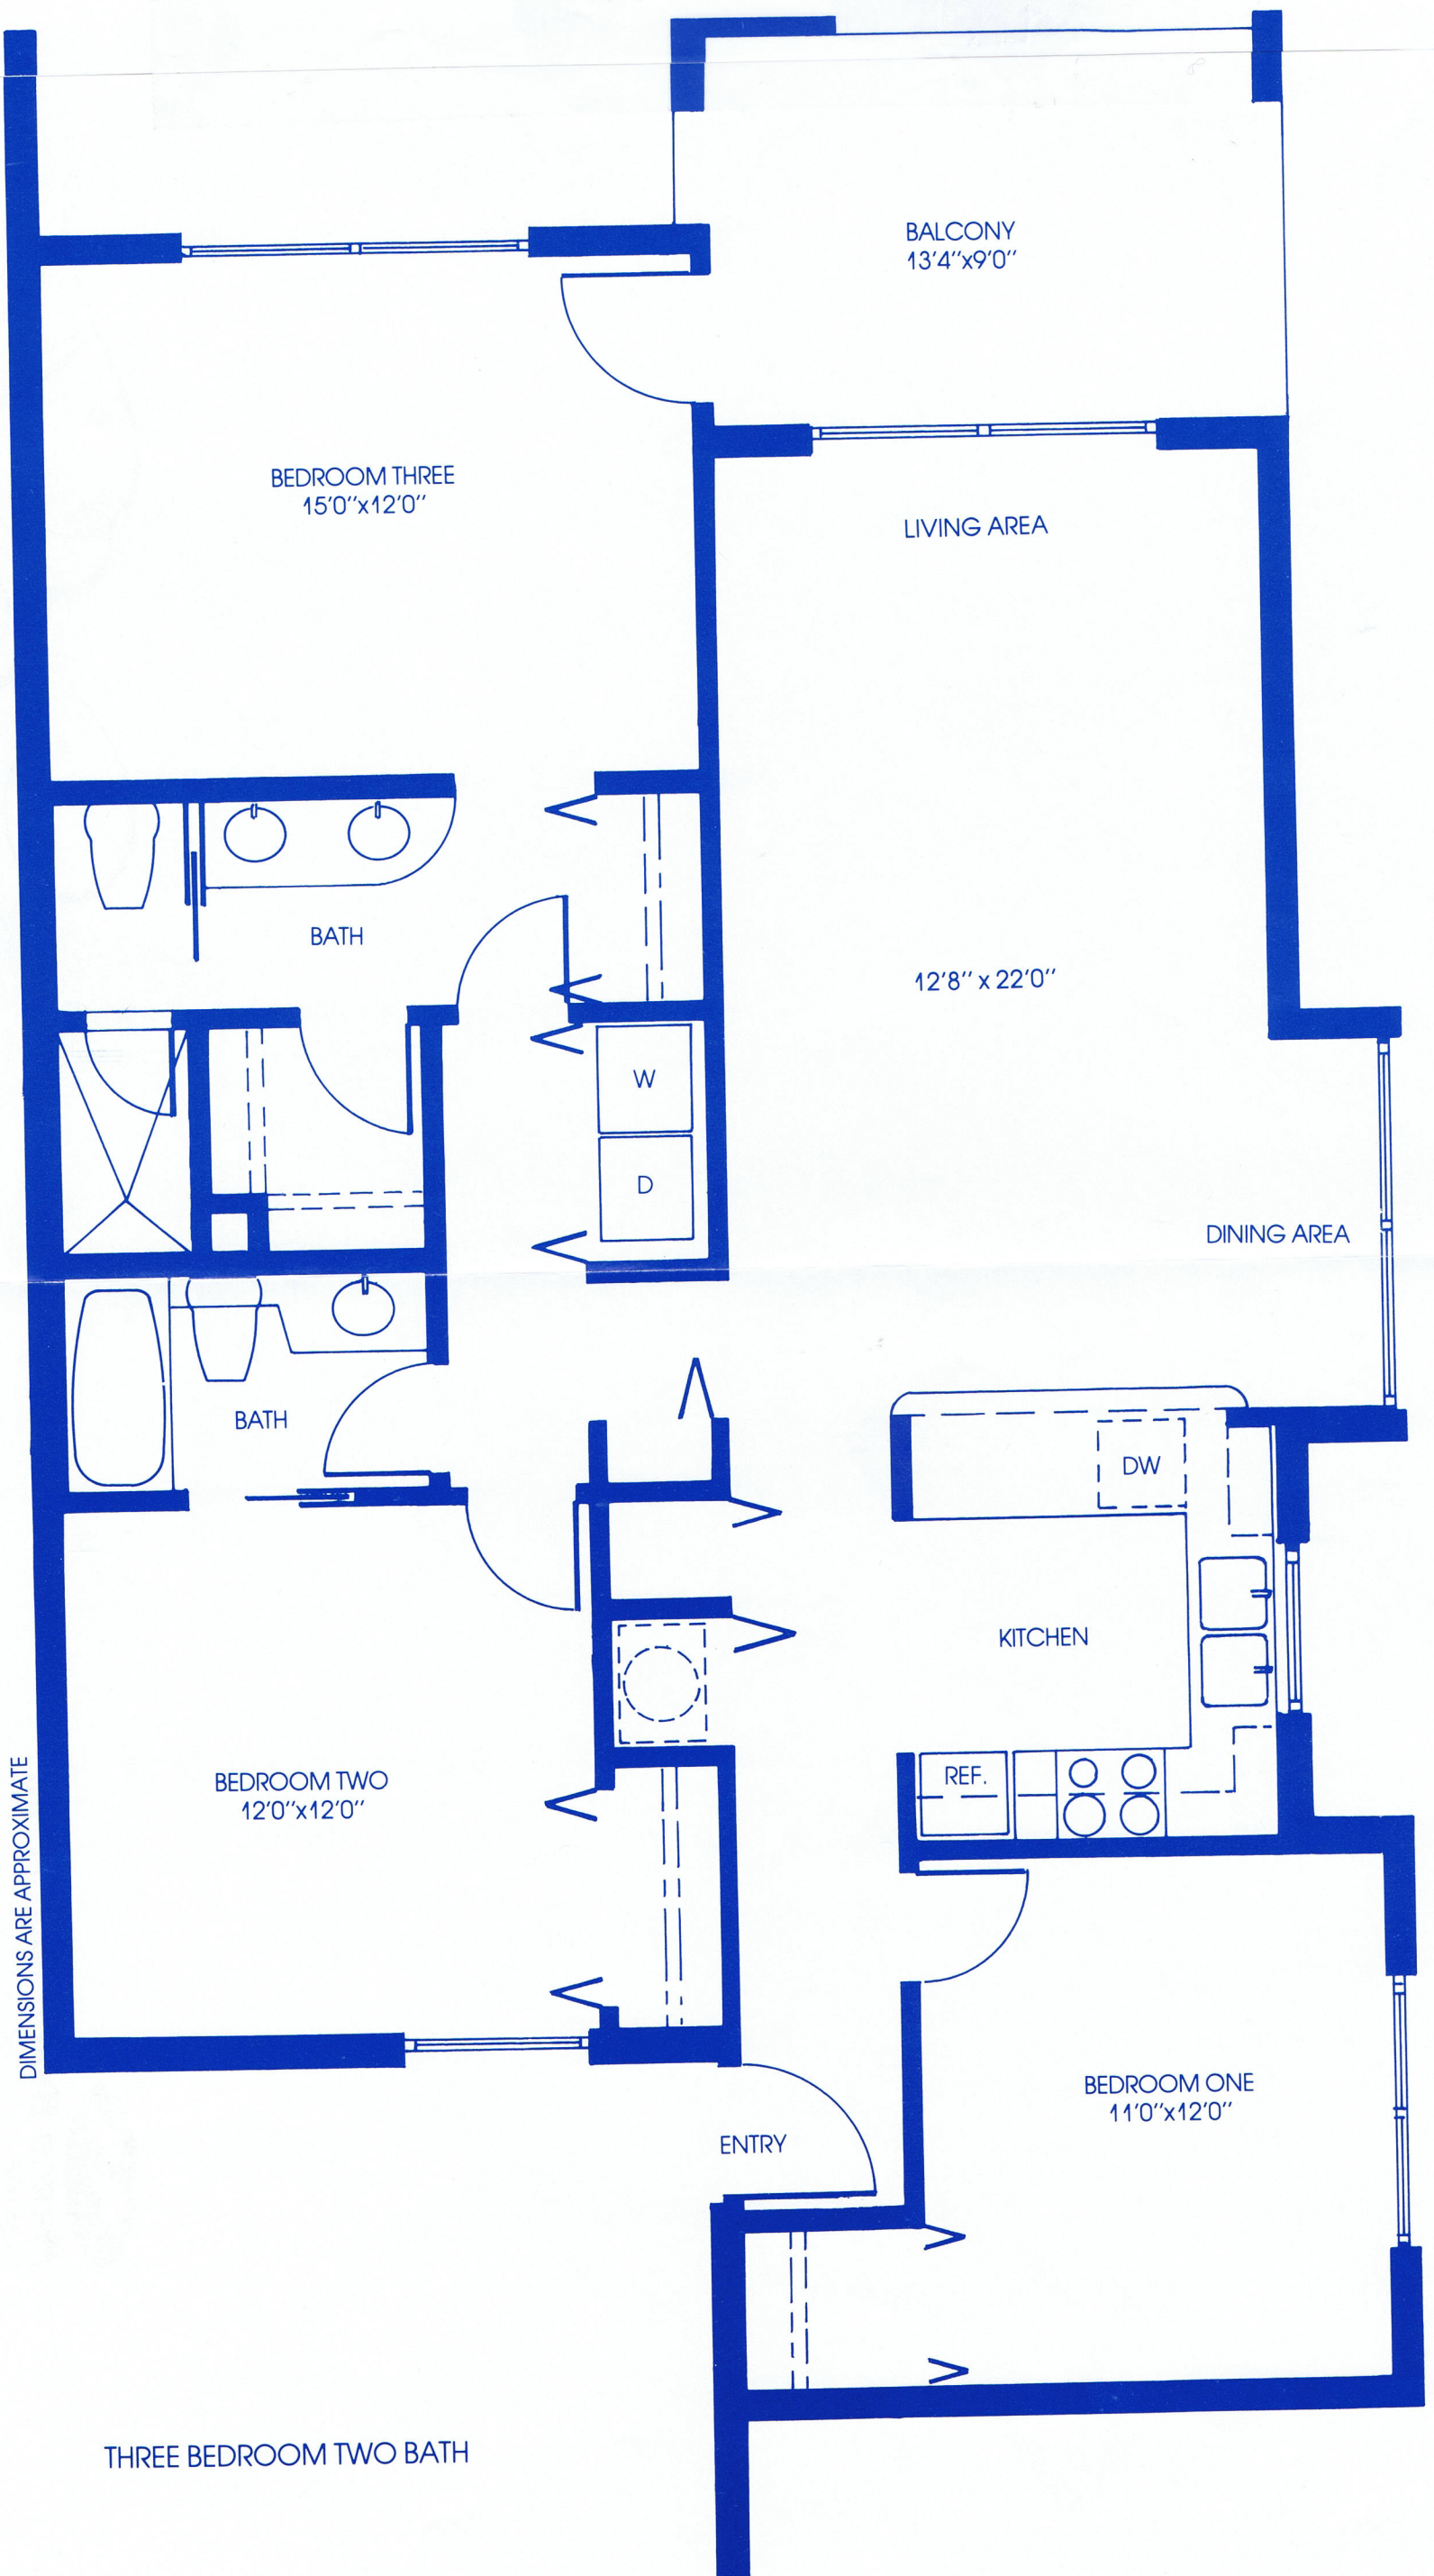 BALCONY
13'4"x9'0"
BEDROOM THREE
15'0"x12'0"
LIVING AREA
BATH
12'8" x 22'0"
W
D
DINING AREA
BATH
DW
KITCHEN
REF.
BEDROOM TWO
12'0"x12'0"
DIMENSIONS ARE APPROXIMATE
BEDROOM ONE
11'0"x12'0"
ENTRY
THREE BEDROOM TWO BATH